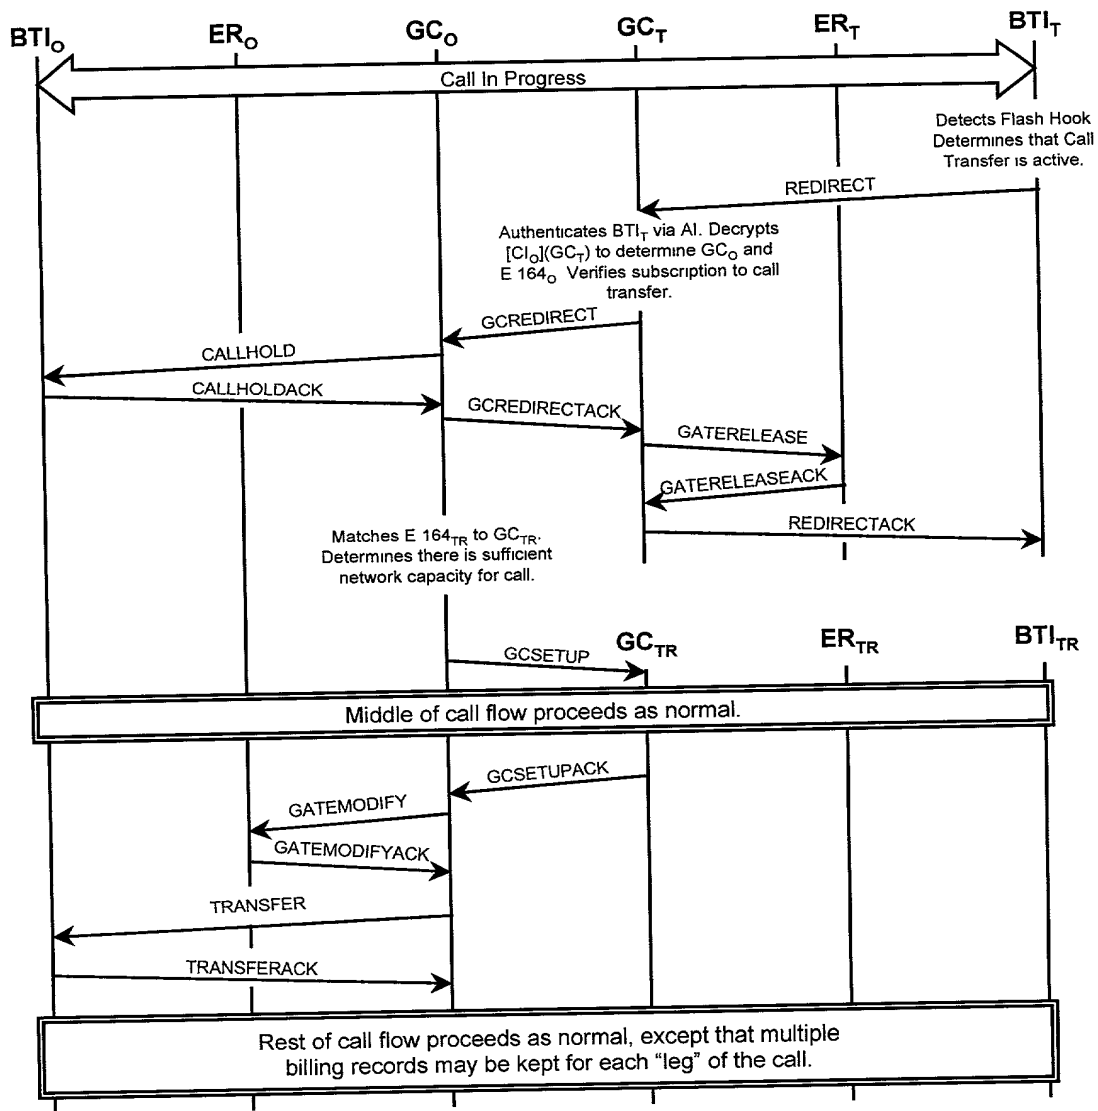 BTIO ERO GCO GCT ERT BTIT
Call In Progress
Detects Flash Hook
Determines that Call
Transfer is active.
REDIRECT
Authenticates BTIT via AI. Decrypts
[CIO](GCT) to determine GCO and
E 164O Verifies subscription to call
transfer.
GCREDIRECT
CALLHOLD
CALLHOLDACK
GCREDIRECTACK
GATERELEASE
GATERELEASEACK
REDIRECTACK
Matches E 164TR to GCTR.
Determines there is sufficient
network capacity for call.
GCTR ERTR BTITR
GCSETUP
Middle of call flow proceeds as normal.
GCSETUPACK
GATEMODIFY
GATEMODIFYACK
TRANSFER
TRANSFERACK
Rest of call flow proceeds as normal, except that multiple
billing records may be kept for each “leg” of the call.